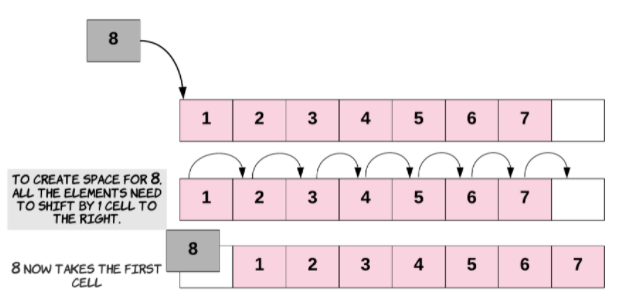 8
1 2 3 4 5 6 7
TO CREATE SPACE FOR 8,
ALL THE ELEMENTS NEED
TO SHIFT BY 1 CELL TO
THE RIGHT.
1 2 3 4 5 6 7
8
8 NOW TAKES THE FIRST
CELL
1 2 3 4 5 6 7